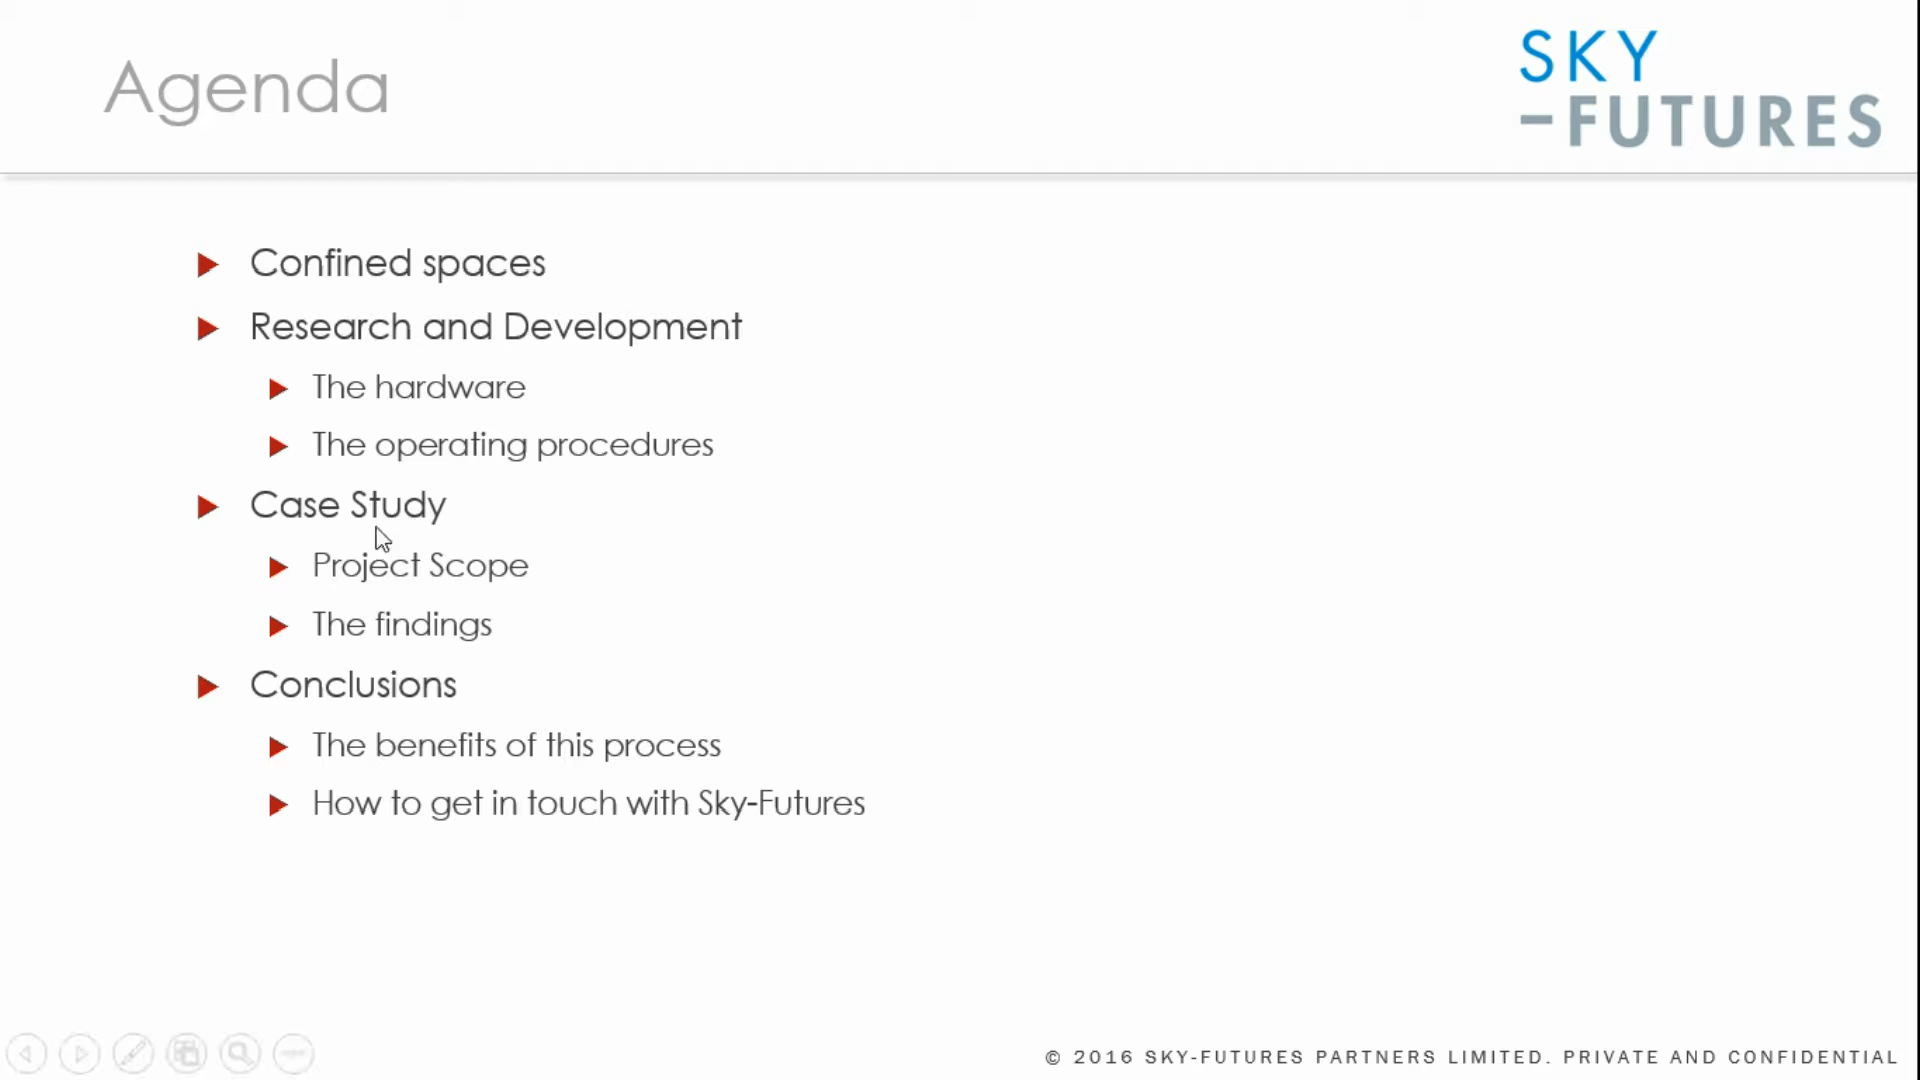 Agenda
SKY
-FUTURES
Confined spaces
Research and Development
The hardware
The operating procedures
Case Study
Project Scope
The findings
Conclusions
The benefits of this process
How to get in touch with Sky-Futures
© 2016 SKY-FUTURES PARTNERS LIMITED. PRIVATE AND CONFIDENTIAL